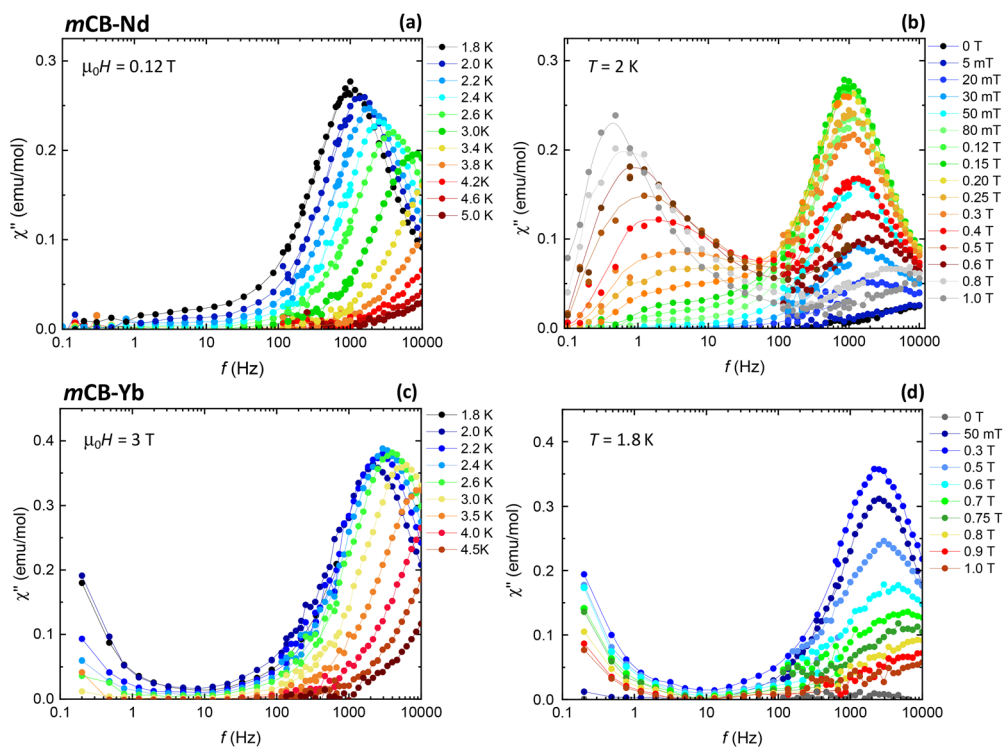 mCB-Nd
(a)
μ₀H = 0.12 T
χ'' (emu/mol)
0.3
0.2
0.1
0.0
0.1 1 10 100 1000 10000
f (Hz)
1.8 K
2.0 K
2.2 K
2.4 K
2.6 K
3.0K
3.4 K
3.8 K
4.2K
4.6 K
5.0 K
(b)
T = 2 K
χ'' (emu/mol)
0.3
0.2
0.1
0.0
0.1 1 10 100 1000 10000
f (Hz)
0 T
5 mT
20 mT
30 mT
50 mT
80 mT
0.12 T
0.15 T
0.20 T
0.25 T
0.3 T
0.4 T
0.5 T
0.6 T
0.8 T
1.0 T
mCB-Yb
(c)
μ₀H = 3 T
χ'' (emu/mol)
0.4
0.3
0.2
0.1
0.0
0.1 1 10 100 1000 10000
f (Hz)
1.8 K
2.0 K
2.2 K
2.4 K
2.6 K
3.0 K
3.5 K
4.0 K
4.5K
(d)
T = 1.8 K
χ'' (emu/mol)
0.4
0.3
0.2
0.1
0.0
0.1 1 10 100 1000 10000
f (Hz)
0 T
50 mT
0.3 T
0.5 T
0.6 T
0.7 T
0.75 T
0.8 T
0.9 T
1.0 T